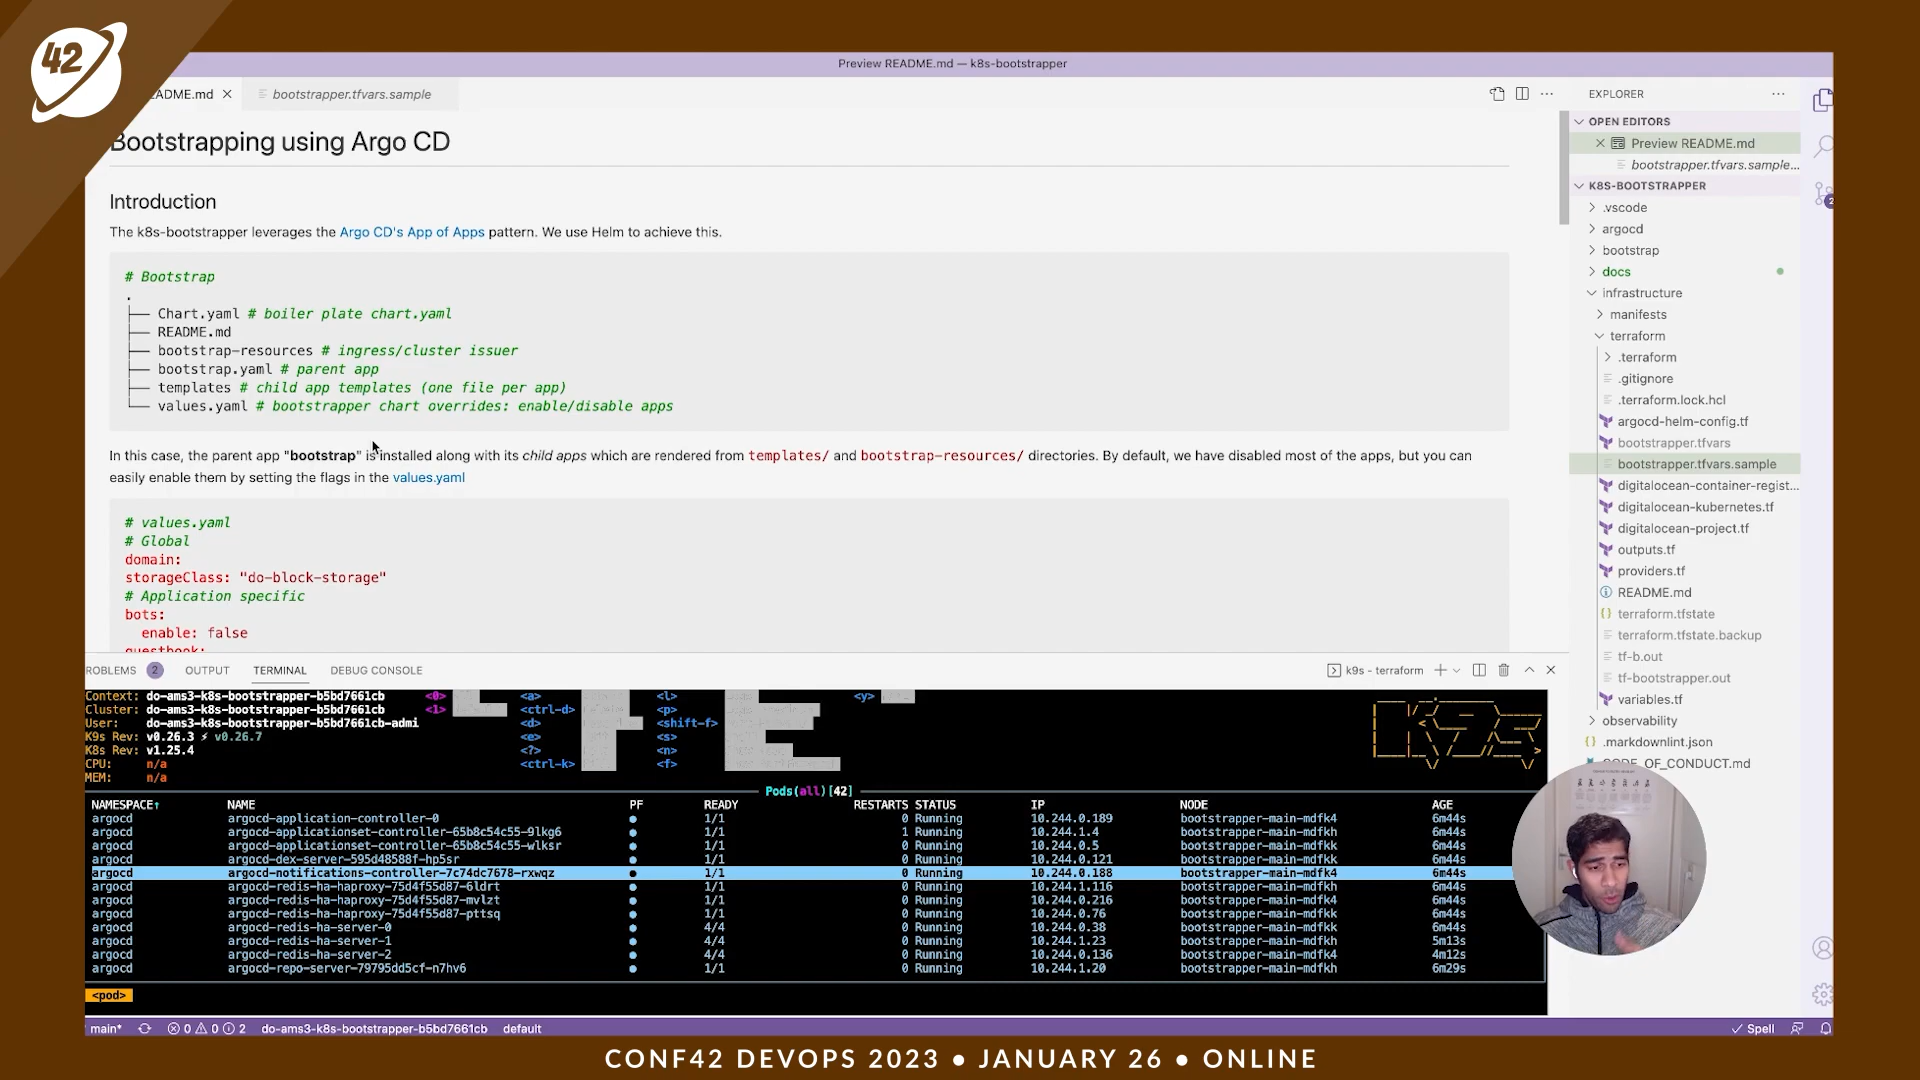 42
Preview README.md — k8s-bootstrapper
ADME.md
bootstrapper.tfvars.sample
Bootstrapping using Argo CD
Introduction
The k8s-bootstrapper leverages the Argo CD's App of Apps pattern. We use Helm to achieve this.
# Bootstrap
.
├── Chart.yaml # boiler plate chart.yaml
├── README.md
├── bootstrap-resources # ingress/cluster issuer
├── bootstrap.yaml # parent app
├── templates # child app templates (one file per app)
└── values.yaml # bootstrapper chart overrides: enable/disable apps
In this case, the parent app "bootstrap" is installed along with its child apps which are rendered from templates/ and bootstrap-resources/ directories. By default, we have disabled most of the apps, but you can
easily enable them by setting the flags in the values.yaml
# values.yaml
# Global
domain:
storageClass: "do-block-storage"
# Application specific
bots:
enable: false
guestbook:
EXPLORER
OPEN EDITORS
Preview README.md
bootstrapper.tfvars.sample...
K8S-BOOTSTRAPPER
.vscode
argocd
bootstrap
docs
infrastructure
manifests
terraform
.terraform
.gitignore
.terraform.lock.hcl
argocd-helm-config.tf
bootstrapper.tfvars
bootstrapper.tfvars.sample
digitalocean-container-regist...
digitalocean-kubernetes.tf
digitalocean-project.tf
outputs.tf
providers.tf
README.md
terraform.tfstate
terraform.tfstate.backup
tf-b.out
tf-bootstrapper.out
variables.tf
observability
.markdownlint.json
CODE_OF_CONDUCT.md
2
ROBLEMS 2 OUTPUT TERMINAL DEBUG CONSOLE
k9s - terraform
Context: do-ams3-k8s-bootstrapper-b5bd7661cb <0> <a> <l> <y>
Cluster: do-ams3-k8s-bootstrapper-b5bd7661cb <1> <ctrl-d> <p>
User: do-ams3-k8s-bootstrapper-b5bd7661cb-admi <d> <shift-f>
K9s Rev: v0.26.3 ⚡ v0.26.7 <e> <s>
K8s Rev: v1.25.4 <?> <n>
CPU: n/a <ctrl-k> <f>
MEM: n/a
Pods(all)[42]
NAMESPACE↑ NAME PF READY RESTARTS STATUS IP NODE AGE
argocd argocd-application-controller-0 ● 1/1 0 Running 10.244.0.189 bootstrapper-main-mdfk4 6m44s
argocd argocd-applicationset-controller-65b8c54c55-9lkg6 ● 1/1 1 Running 10.244.1.4 bootstrapper-main-mdfkh 6m44s
argocd argocd-applicationset-controller-65b8c54c55-wlksr ● 1/1 0 Running 10.244.0.5 bootstrapper-main-mdfkk 6m44s
argocd argocd-dex-server-595d48588f-hp5sr ● 1/1 0 Running 10.244.0.121 bootstrapper-main-mdfkk 6m44s
argocd argocd-notifications-controller-7c74dc7678-rxwqz ● 1/1 0 Running 10.244.0.188 bootstrapper-main-mdfk4 6m44s
argocd argocd-redis-ha-haproxy-75d4f55d87-6ldrt ● 1/1 0 Running 10.244.1.116 bootstrapper-main-mdfkh 6m44s
argocd argocd-redis-ha-haproxy-75d4f55d87-mvlzt ● 1/1 0 Running 10.244.0.216 bootstrapper-main-mdfk4 6m44s
argocd argocd-redis-ha-haproxy-75d4f55d87-pttsq ● 1/1 0 Running 10.244.0.76 bootstrapper-main-mdfkk 6m44s
argocd argocd-redis-ha-server-0 ● 4/4 0 Running 10.244.0.38 bootstrapper-main-mdfkk 6m44s
argocd argocd-redis-ha-server-1 ● 4/4 0 Running 10.244.1.23 bootstrapper-main-mdfkh 5m13s
argocd argocd-redis-ha-server-2 ● 4/4 0 Running 10.244.0.136 bootstrapper-main-mdfk4 4m12s
argocd argocd-repo-server-79795dd5cf-n7hv6 ● 1/1 0 Running 10.244.1.20 bootstrapper-main-mdfkh 6m29s
<pod>
main* 0 0 2 do-ams3-k8s-bootstrapper-b5bd7661cb default Spell
CONF42 DEVOPS 2023 ● JANUARY 26 ● ONLINE